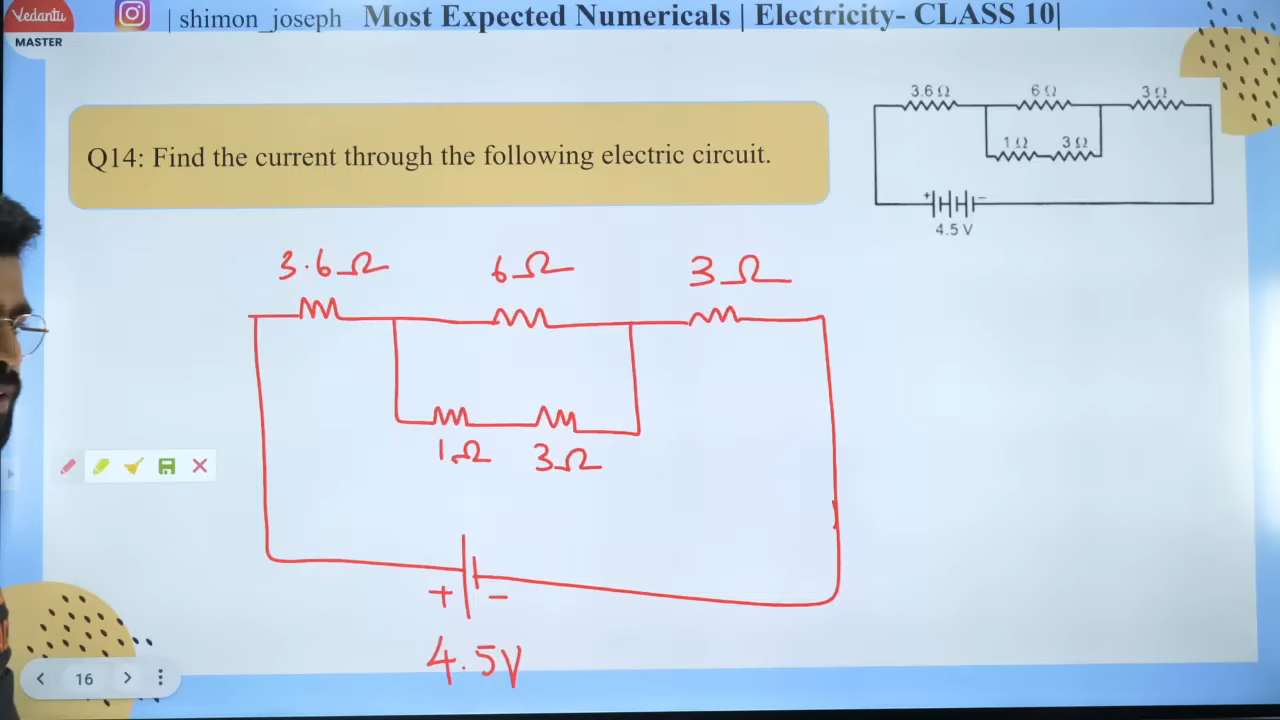 Vedantu
MASTER
| shimon_joseph Most Expected Numericals | Electricity- CLASS 10|
Q14: Find the current through the following electric circuit.
3.6 Ω 6 Ω 3 Ω
1 Ω 3 Ω
+ −
4.5 V
3.6 Ω 6 Ω 3 Ω
1 Ω 3 Ω
+ −
4.5V
16